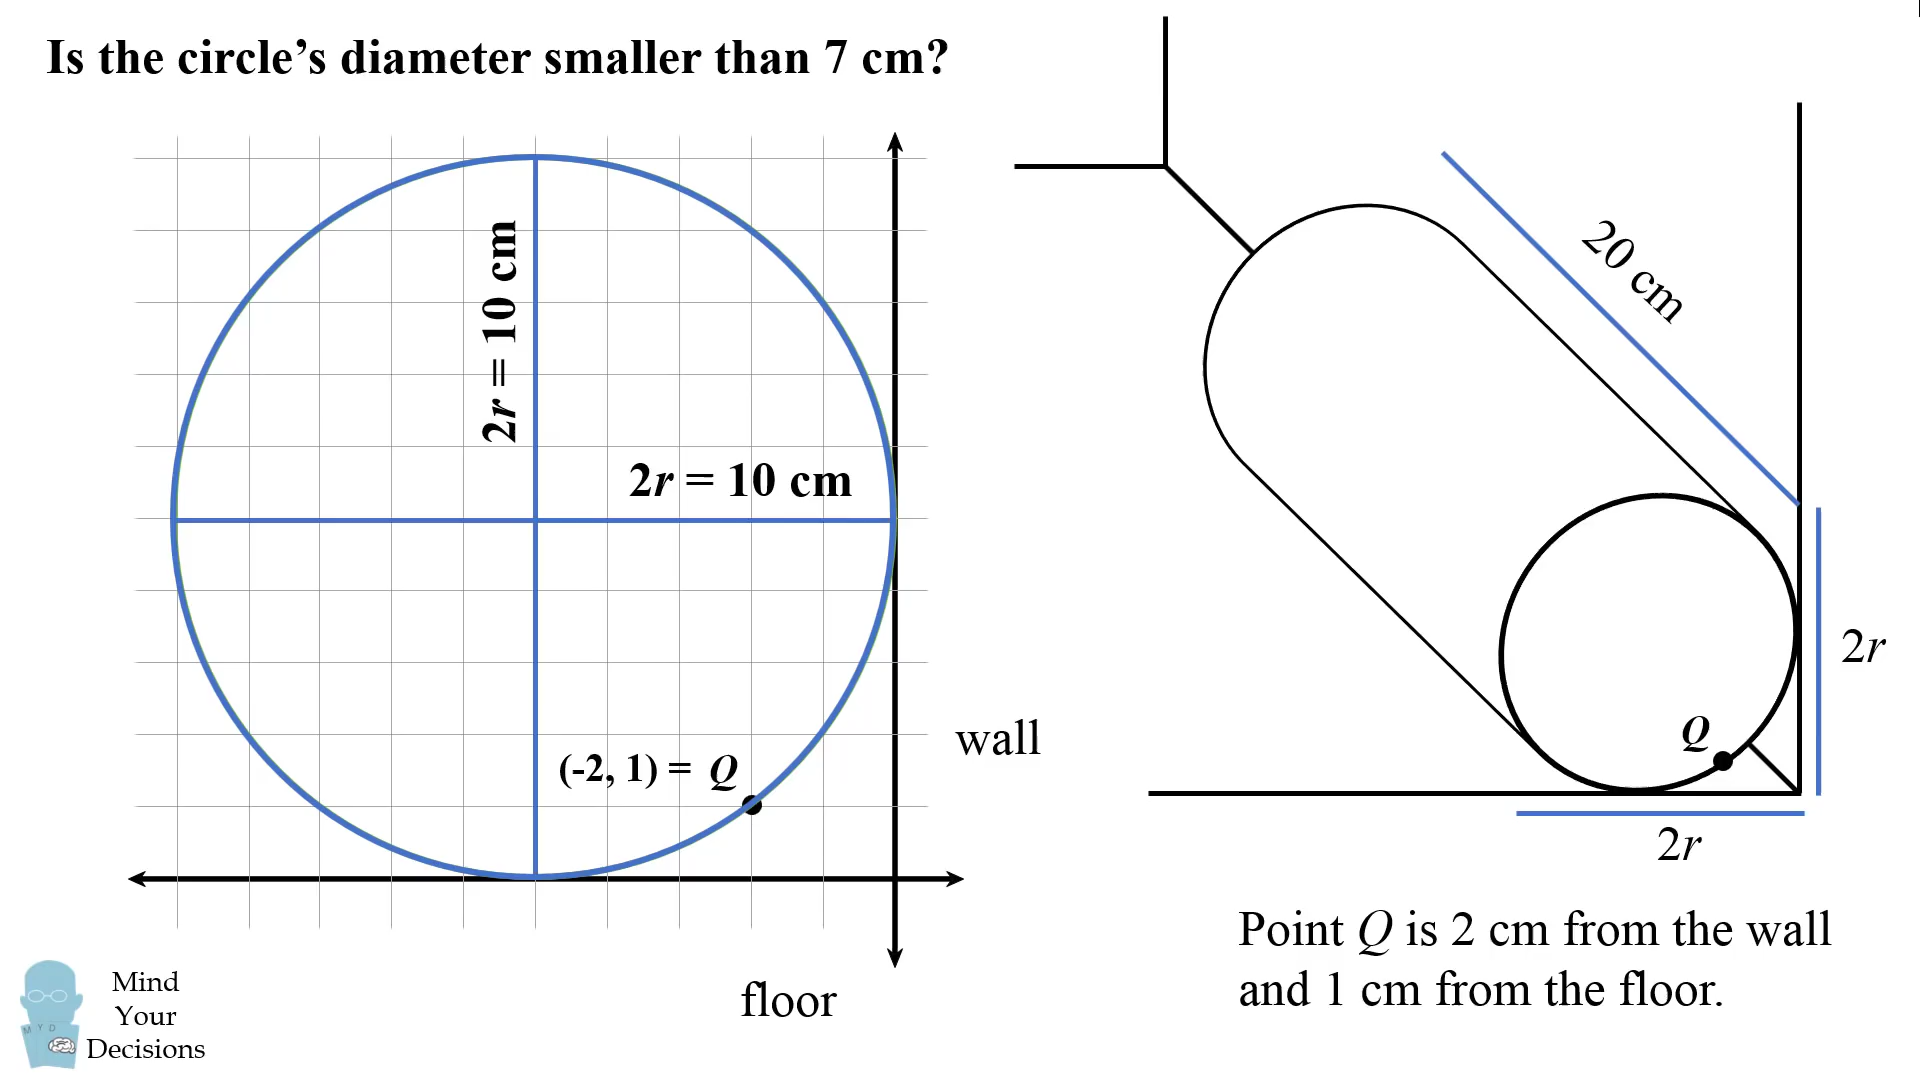 Is the circle’s diameter smaller than 7 cm?
2r = 10 cm
2r = 10 cm
(-2, 1) = Q
wall
floor
20 cm
2r
Q
2r
Point Q is 2 cm from the wall
and 1 cm from the floor.
M Y D
Mind
Your
Decisions